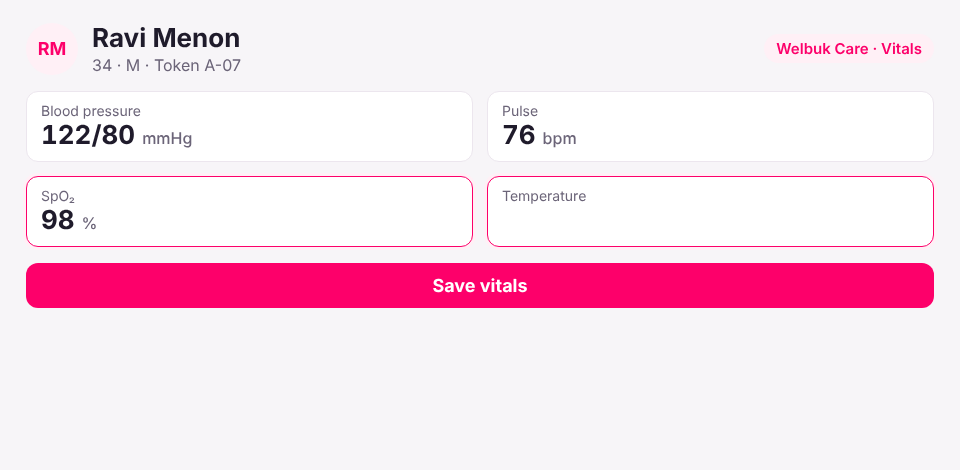 RM
Ravi Menon
34 · M · Token A-07
Welbuk Care · Vitals
Blood pressure
122/80 mmHg
Pulse
76 bpm
SpO₂
98 %
Temperature
Save vitals